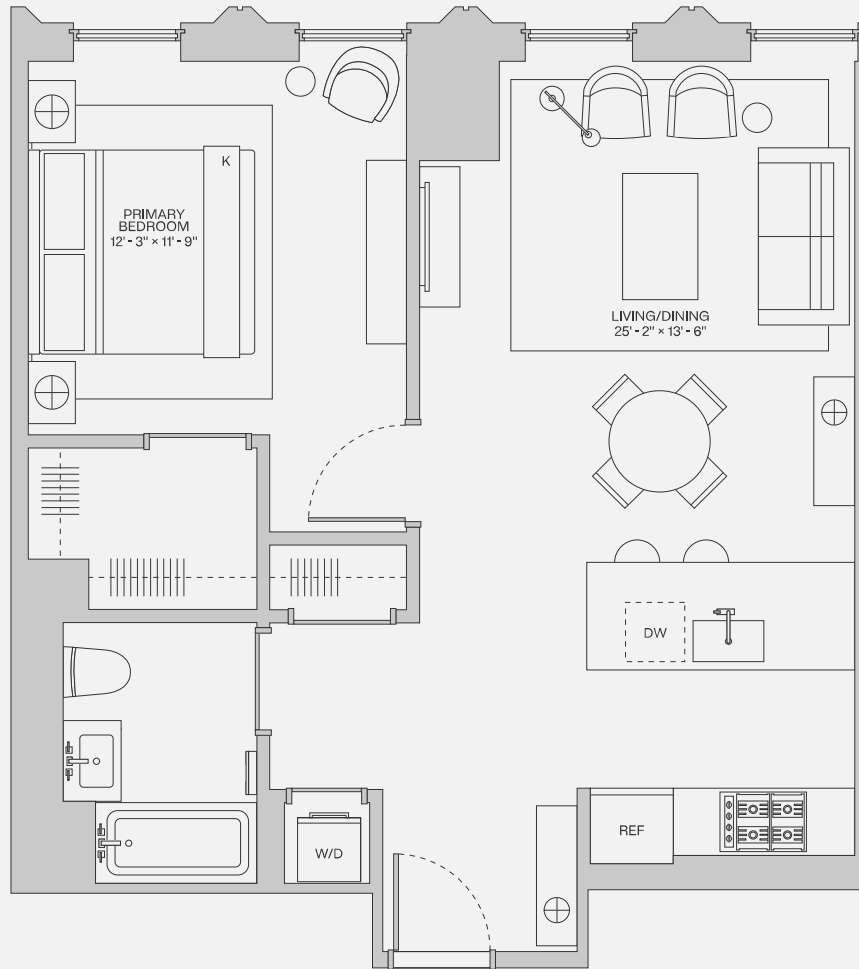 K
PRIMARY
BEDROOM
12' - 3" × 11' - 9"
LIVING/DINING
25' - 2" × 13' - 6"
DW
REF
W/D